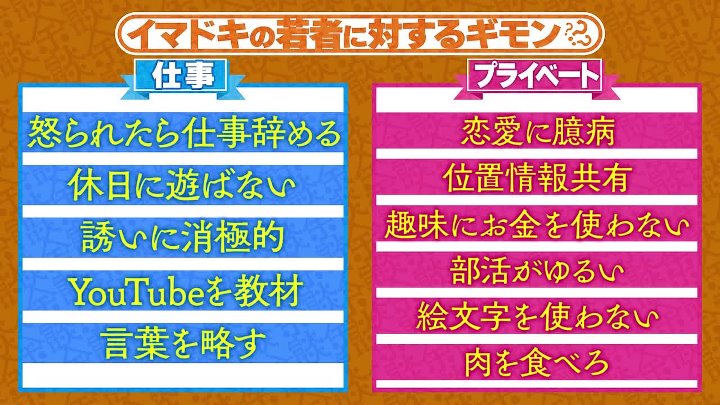 イマドキの若者に対するギモン??
仕事
怒られたら仕事辞める
休日に遊ばない
誘いに消極的
YouTubeを教材
言葉を略す
プライベート
恋愛に臆病
位置情報共有
趣味にお金を使わない
部活がゆるい
絵文字を使わない
肉を食べろ